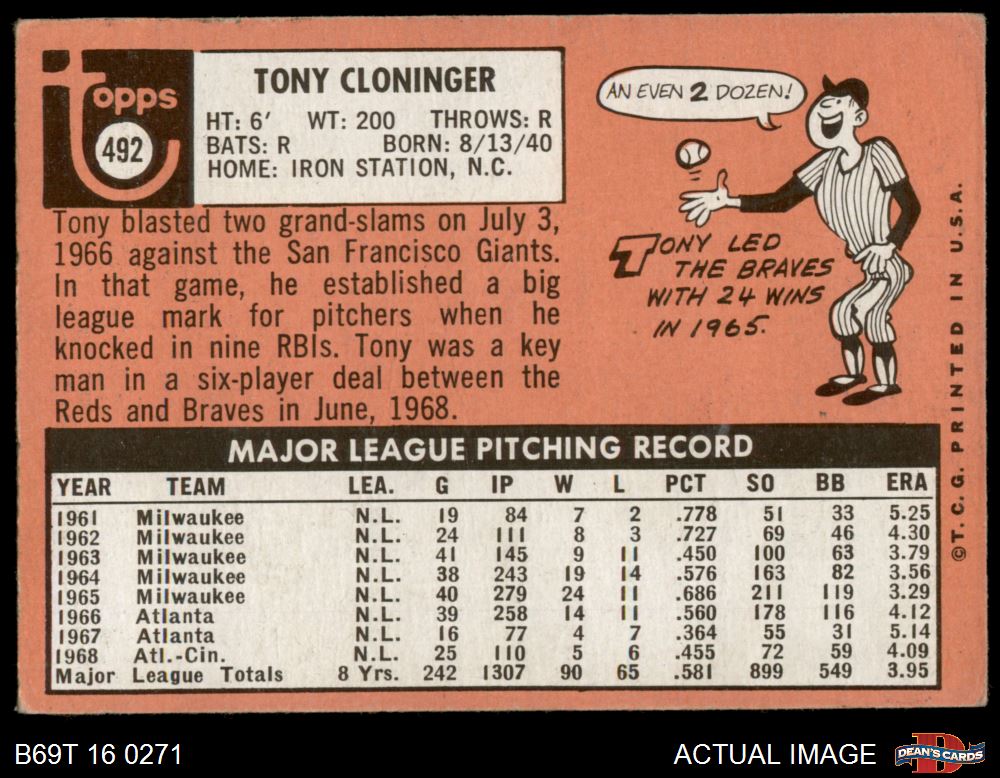 Topps
492
TONY CLONINGER
HT: 6' WT: 200 THROWS: R
BATS: R BORN: 8/13/40
HOME: IRON STATION, N.C.
AN EVEN 2 DOZEN!
TONY LED
THE BRAVES
WITH 24 WINS
IN 1965.
Tony blasted two grand-slams on July 3,
1966 against the San Francisco Giants.
In that game, he established a big
league mark for pitchers when he
knocked in nine RBIs. Tony was a key
man in a six-player deal between the
Reds and Braves in June, 1968.
MAJOR LEAGUE PITCHING RECORD
YEAR TEAM LEA. G IP W L PCT SO BB ERA
1961 Milwaukee N.L. 19 84 7 2 .778 51 33 5.25
1962 Milwaukee N.L. 24 111 8 3 .727 69 46 4.30
1963 Milwaukee N.L. 41 145 9 11 .450 100 63 3.79
1964 Milwaukee N.L. 38 243 19 14 .576 163 82 3.56
1965 Milwaukee N.L. 40 279 24 11 .686 211 119 3.29
1966 Atlanta N.L. 39 258 14 11 .560 178 116 4.12
1967 Atlanta N.L. 16 77 4 7 .364 55 31 5.14
1968 Atl.-Cin. N.L. 25 110 5 6 .455 72 59 4.09
Major League Totals 8 Yrs. 242 1307 90 65 .581 899 549 3.95
©T. C. G. PRINTED IN U.S.A.
B69T 16 0271
ACTUAL IMAGE
DEAN'S CARDS